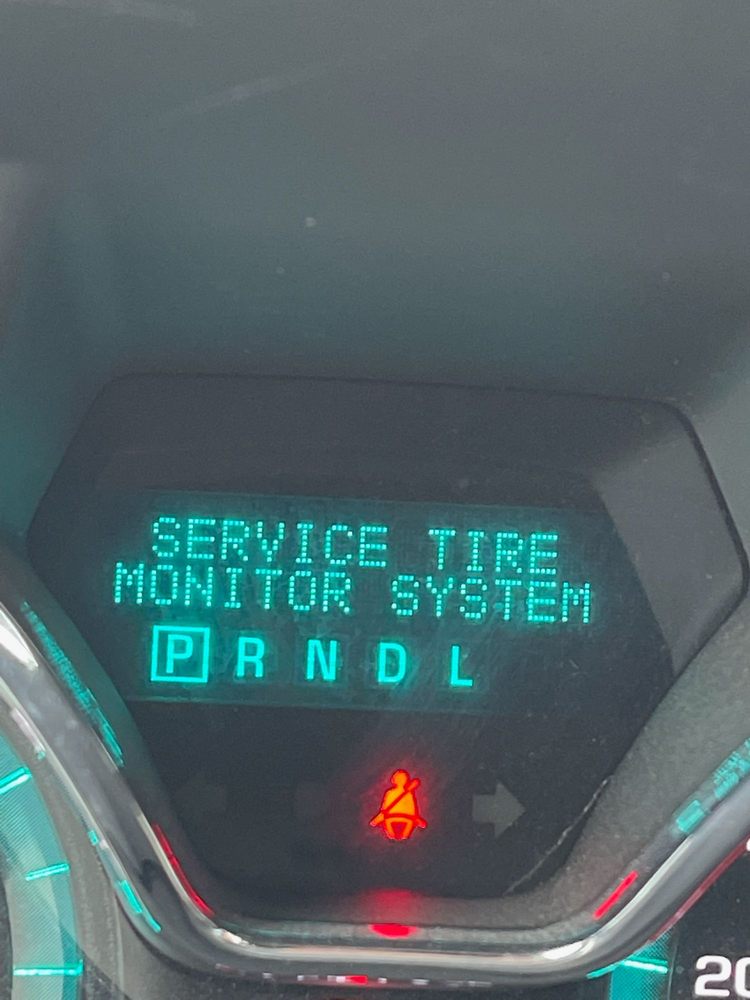 SERVICE TIRE
MONITOR SYSTEM
P R N D L
20